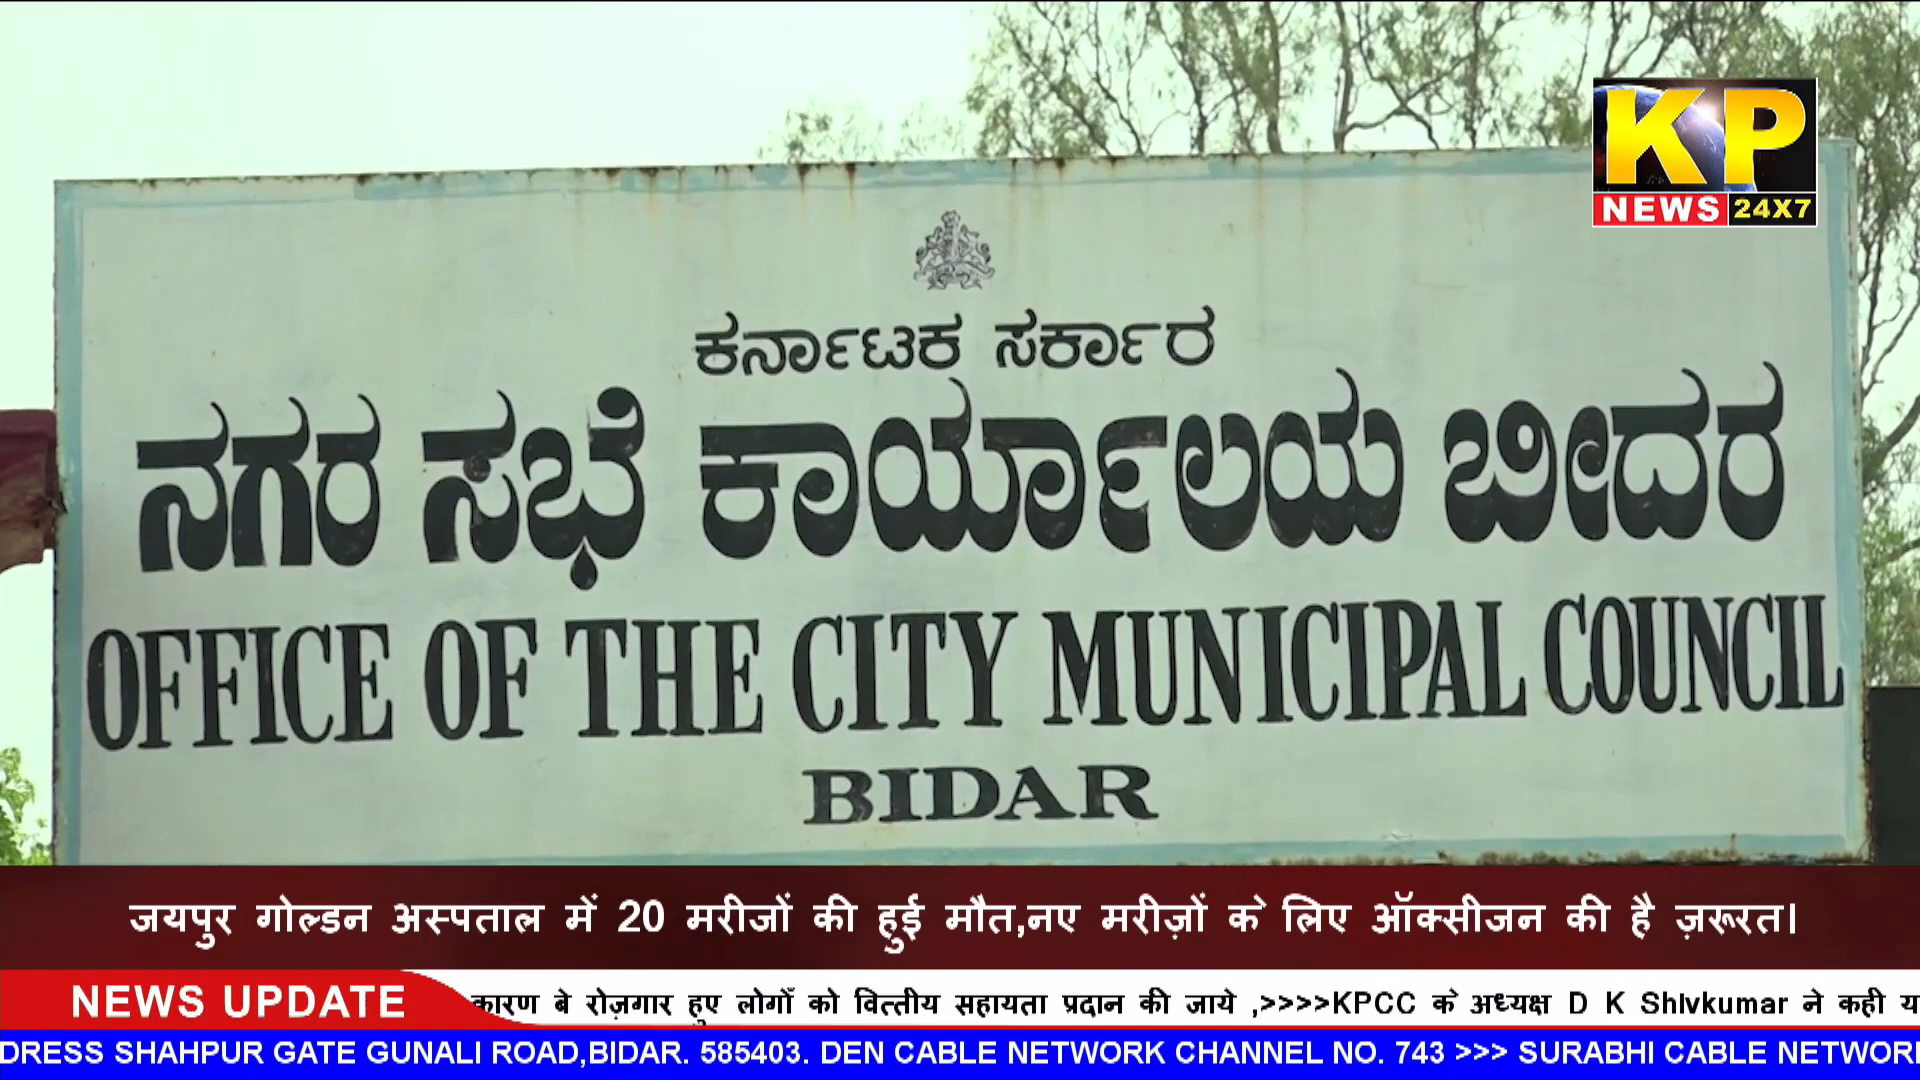 KP
NEWS 24X7
ಕರ್ನಾಟಕ ಸರ್ಕಾರ
ನಗರ ಸಭೆ ಕಾರ್ಯಾಲಯ ಬೀದರ
OFFICE OF THE CITY MUNICIPAL COUNCIL
BIDAR
जयपुर गोल्डन अस्पताल में 20 मरीजों की हुई मौत,नए मरीज़ों के लिए ऑक्सीजन की है ज़रूरत।
NEWS UPDATE कारण बे रोज़गार हुए लोगों को वित्तीय सहायता प्रदान की जाये ,>>>>KPCC के अध्यक्ष D K Shivkumar ने कही य
DRESS SHAHPUR GATE GUNALI ROAD,BIDAR. 585403. DEN CABLE NETWORK CHANNEL NO. 743 >>> SURABHI CABLE NETWOR